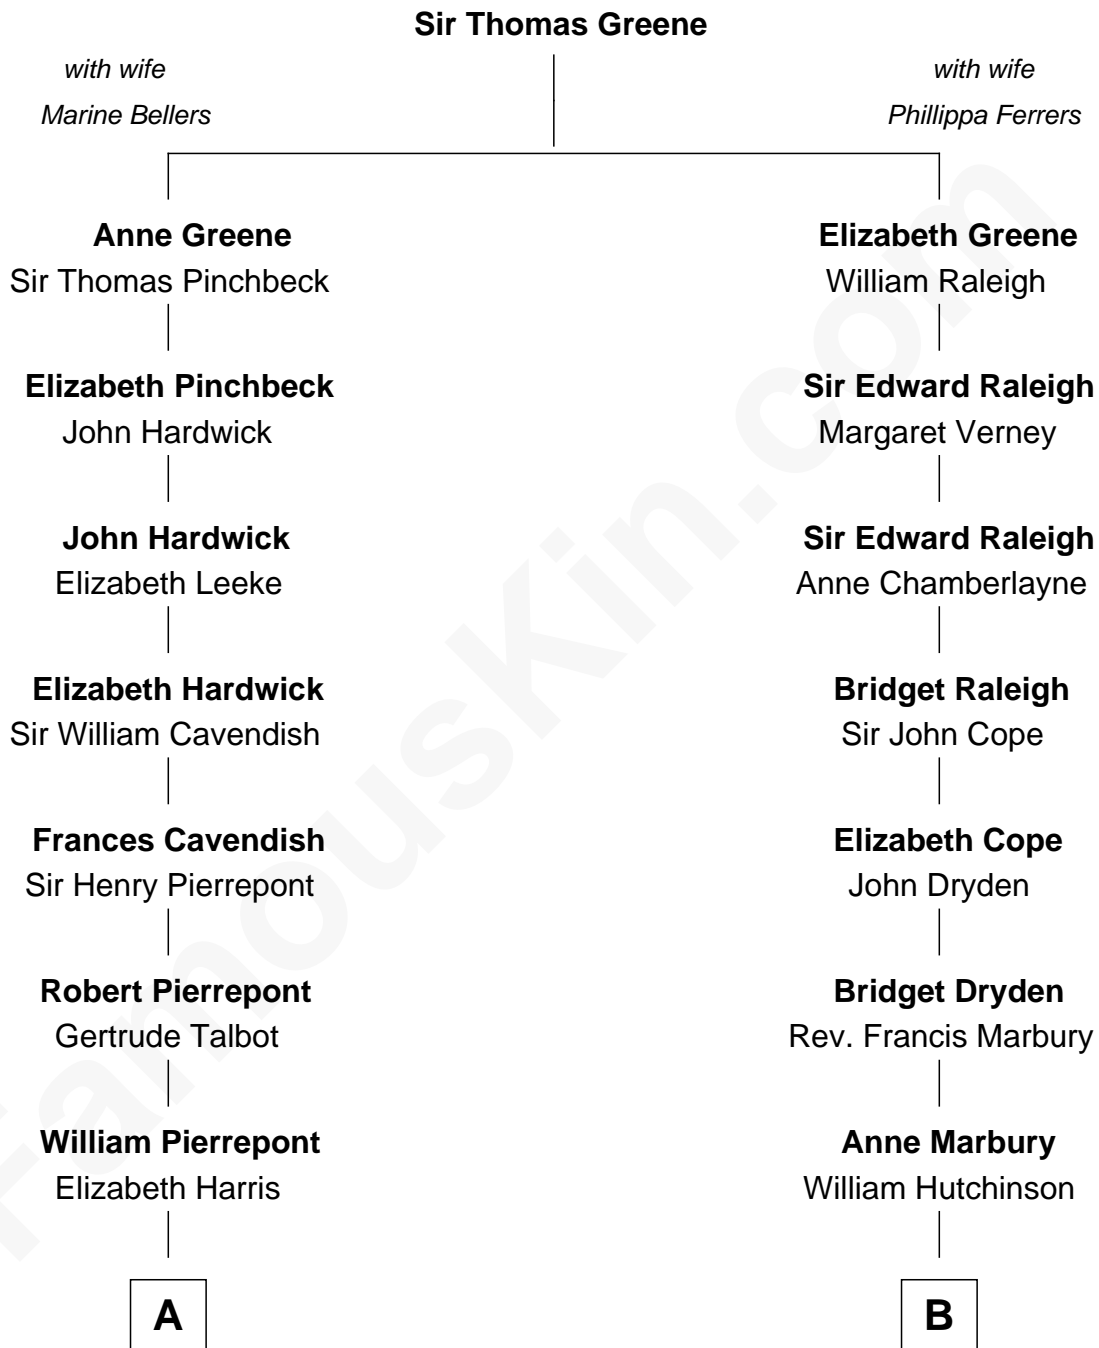 Sir Thomas Greene
with wife
Marine Bellers
with wife
Phillippa Ferrers
Anne Greene
Sir Thomas Pinchbeck
Elizabeth Greene
William Raleigh
Elizabeth Pinchbeck
John Hardwick
Sir Edward Raleigh
Margaret Verney
John Hardwick
Elizabeth Leeke
Sir Edward Raleigh
Anne Chamberlayne
Elizabeth Hardwick
Sir William Cavendish
Bridget Raleigh
Sir John Cope
Frances Cavendish
Sir Henry Pierrepont
Elizabeth Cope
John Dryden
Robert Pierrepont
Gertrude Talbot
Bridget Dryden
Rev. Francis Marbury
William Pierrepont
Elizabeth Harris
Anne Marbury
William Hutchinson
A
B
FamousKin.com